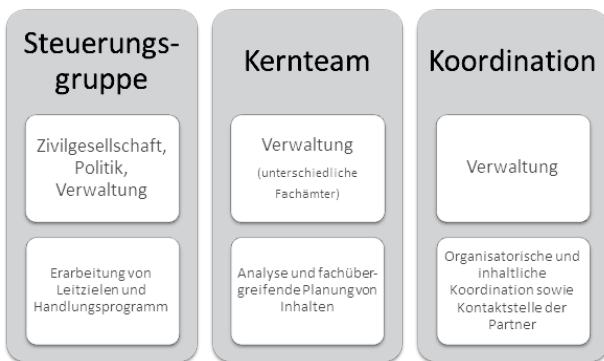 Steuerungs-
gruppe
Zivilgesellschaft,
Politik,
Verwaltung
Erarbeitung von
Leitzielen und
Handlungsprogramm
Kernteam
Verwaltung
(unterschiedliche
Fachämter)
Analyse und fachüber-
greifende Planung von
Inhalten
Koordination
Verwaltung
Organisatorische und
inhaltliche
Koordination sowie
Kontaktstelle der
Partner